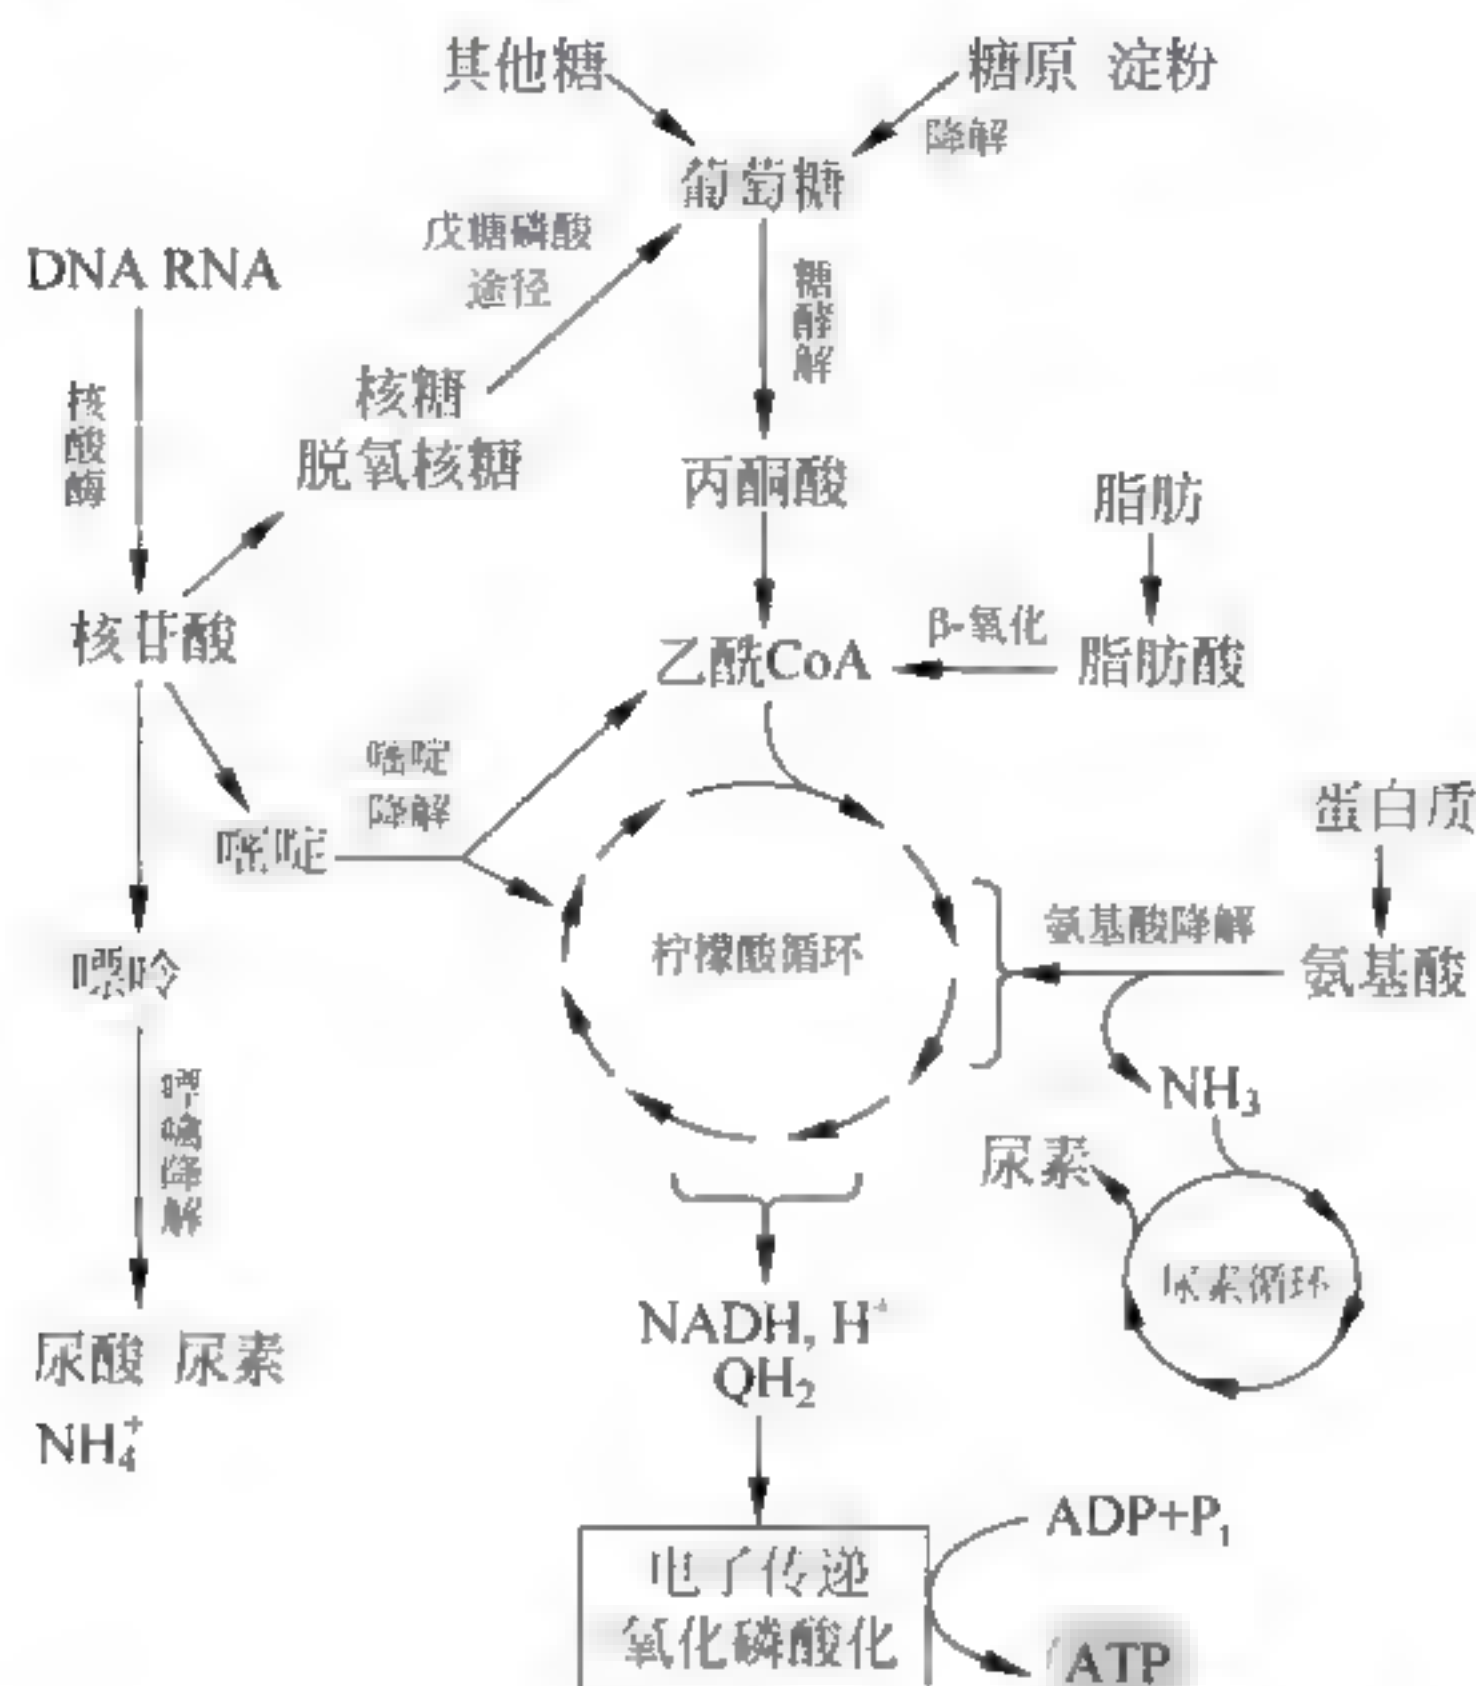 其他糖
糖原 淀粉
降解
葡萄糖
戊糖磷酸
途径
DNA RNA
糖酵解
核糖
脱氧核糖
核酸酶
丙酮酸
脂肪
核苷酸
乙酰CoA
β-氧化
脂肪酸
嘧啶
降解
嘧啶
蛋白质
氨基酸降解
柠檬酸循环
氨基酸
嘌呤
NH₃
降解
尿素
尿素循环
NADH, H⁺
QH₂
尿酸 尿素
NH₄⁺
ADP+Pᵢ
电子传递
氧化磷酸化
ATP